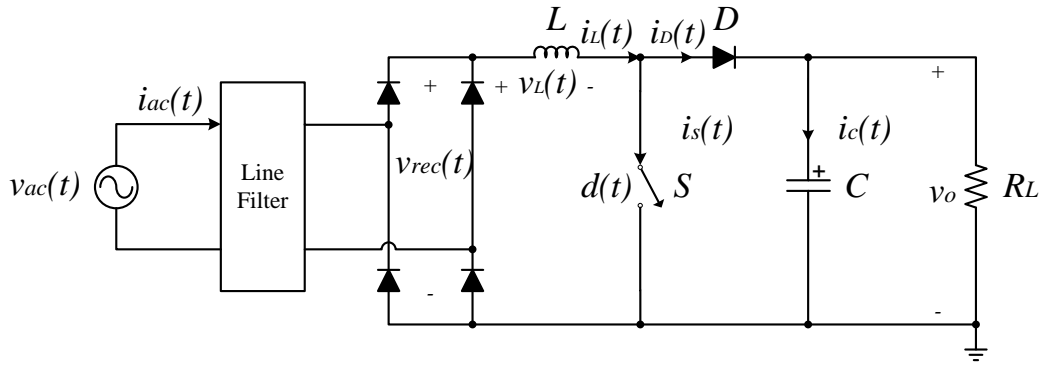 L
iL(t)
iD(t)
D
iac(t)
+
+ vL(t) -
+
is(t)
ic(t)
vac(t)
Line
Filter
vrec(t)
d(t)
S
+
C
vo
RL
-
-